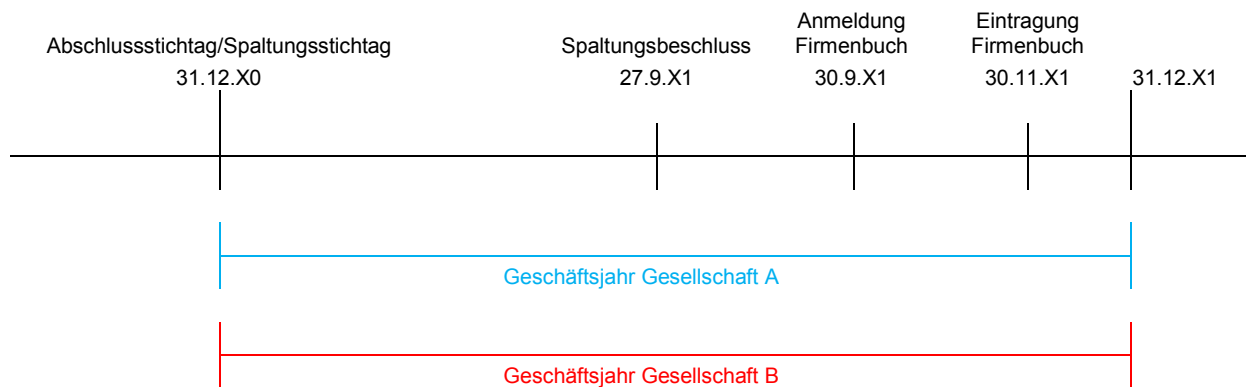 Abschlussstichtag/Spaltungsstichtag
31.12.X0
Spaltungsbeschluss
27.9.X1
Anmeldung
Firmenbuch
30.9.X1
Eintragung
Firmenbuch
30.11.X1
31.12.X1
Geschäftsjahr Gesellschaft A
Geschäftsjahr Gesellschaft B